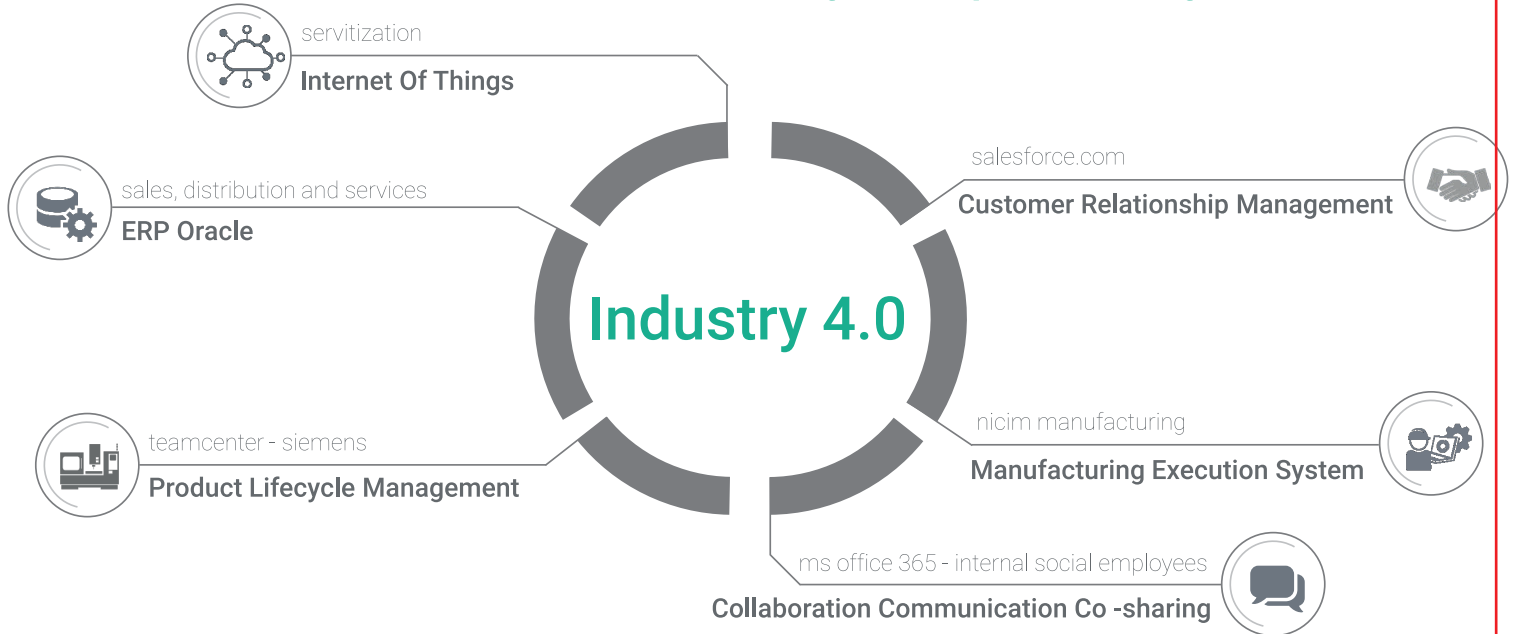 servitization
Internet Of Things
salesforce.com
Customer Relationship Management
sales, distribution and services
ERP Oracle
Industry 4.0
nicim manufacturing
Manufacturing Execution System
teamcenter - siemens
Product Lifecycle Management
ms office 365 - internal social employees
Collaboration Communication Co -sharing